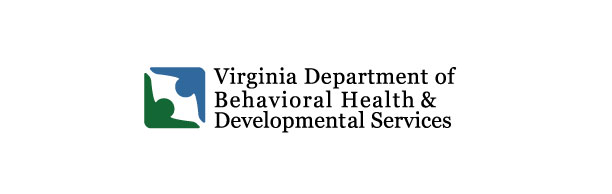 Virginia Department of
Behavioral Health &
Developmental Services